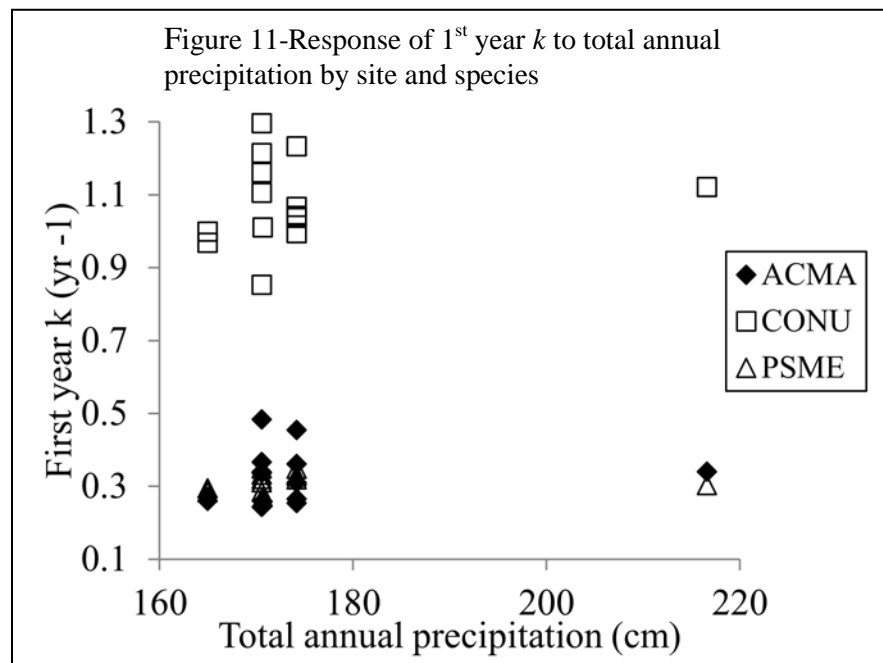 Figure 11-Response of 1st year k to total annual
precipitation by site and species
1.3
1.1
0.9
0.7
0.5
0.3
0.1
First year k (yr -1)
160
180
200
220
Total annual precipitation (cm)
ACMA
CONU
PSME